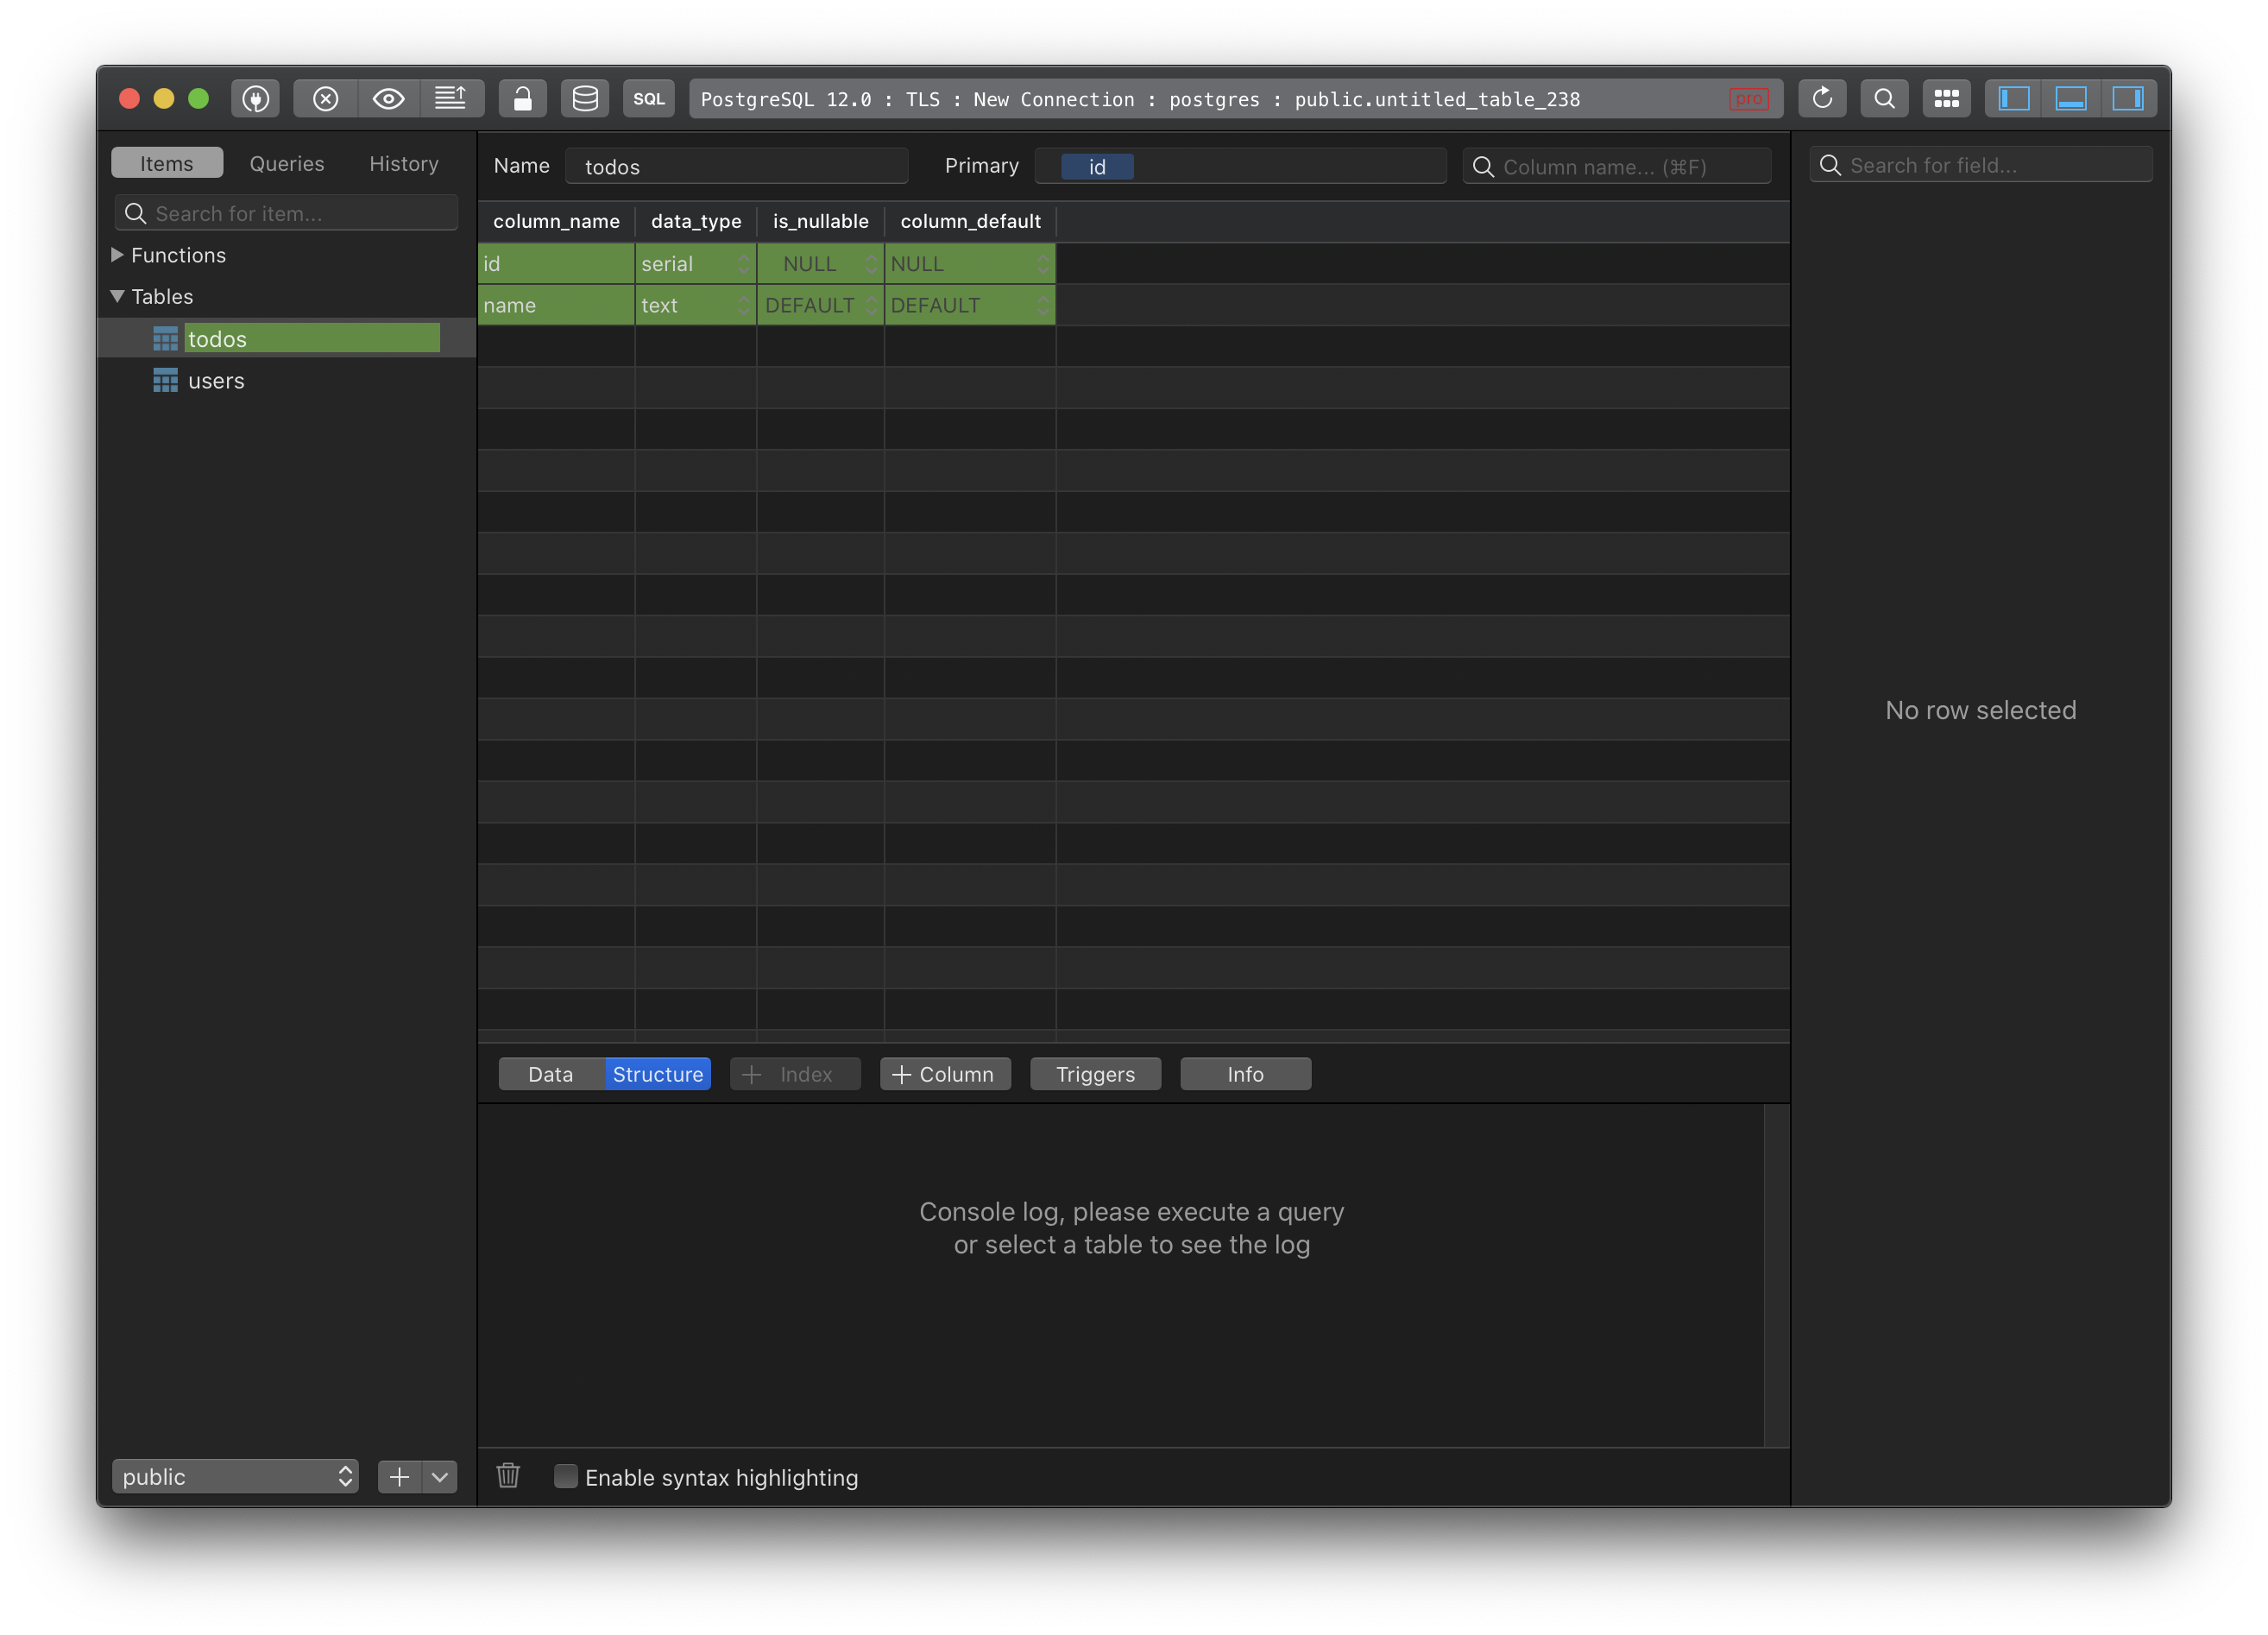 SQL
PostgreSQL 12.0 : TLS : New Connection : postgres : public.untitled_table_238
pro
Items Queries History
Name todos Primary id Column name... (⌘F)
Search for field...
Search for item...
column_name data_type is_nullable column_default
Functions
id serial NULL NULL
Tables
name text DEFAULT DEFAULT
todos
users
No row selected
Data Structure + Index + Column Triggers Info
Console log, please execute a query
or select a table to see the log
public
Enable syntax highlighting